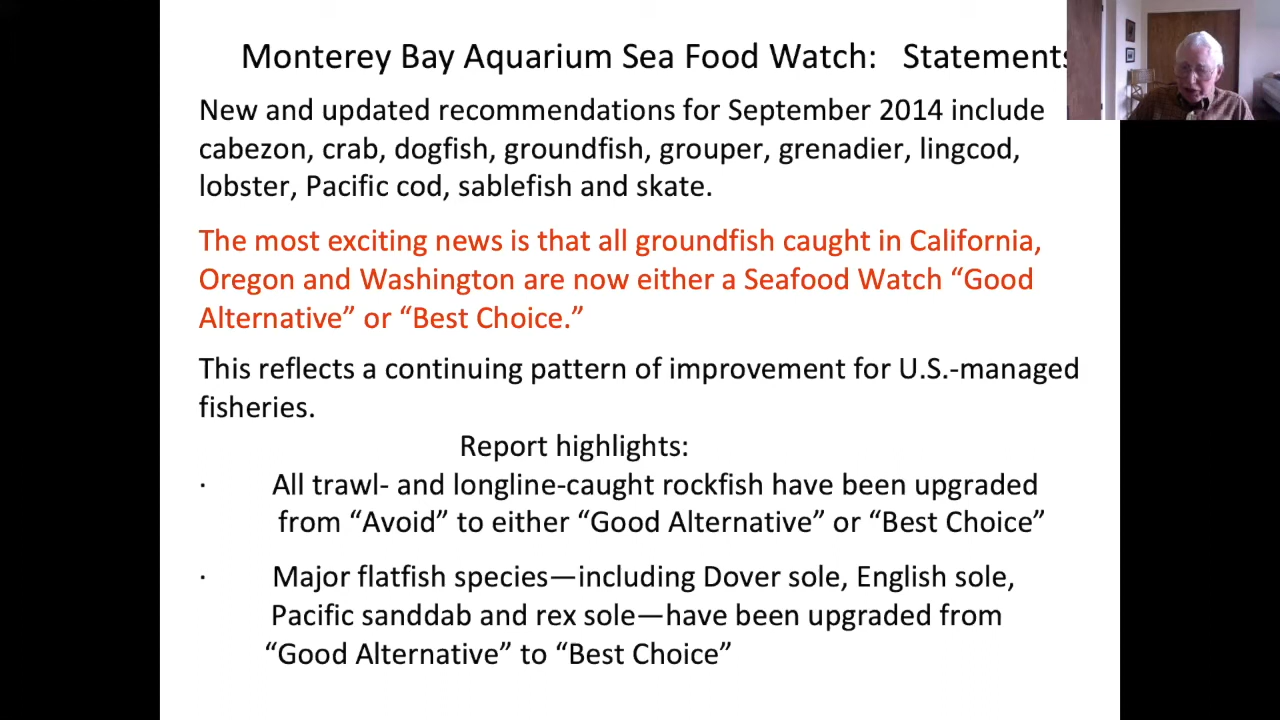 Monterey Bay Aquarium Sea Food Watch: Statements
New and updated recommendations for September 2014 include
cabezon, crab, dogfish, groundfish, grouper, grenadier, lingcod,
lobster, Pacific cod, sablefish and skate.
The most exciting news is that all groundfish caught in California,
Oregon and Washington are now either a Seafood Watch “Good
Alternative” or “Best Choice.”
This reflects a continuing pattern of improvement for U.S.-managed
fisheries.
Report highlights:
· All trawl- and longline-caught rockfish have been upgraded
from “Avoid” to either “Good Alternative” or “Best Choice”
· Major flatfish species—including Dover sole, English sole,
Pacific sanddab and rex sole—have been upgraded from
“Good Alternative” to “Best Choice”